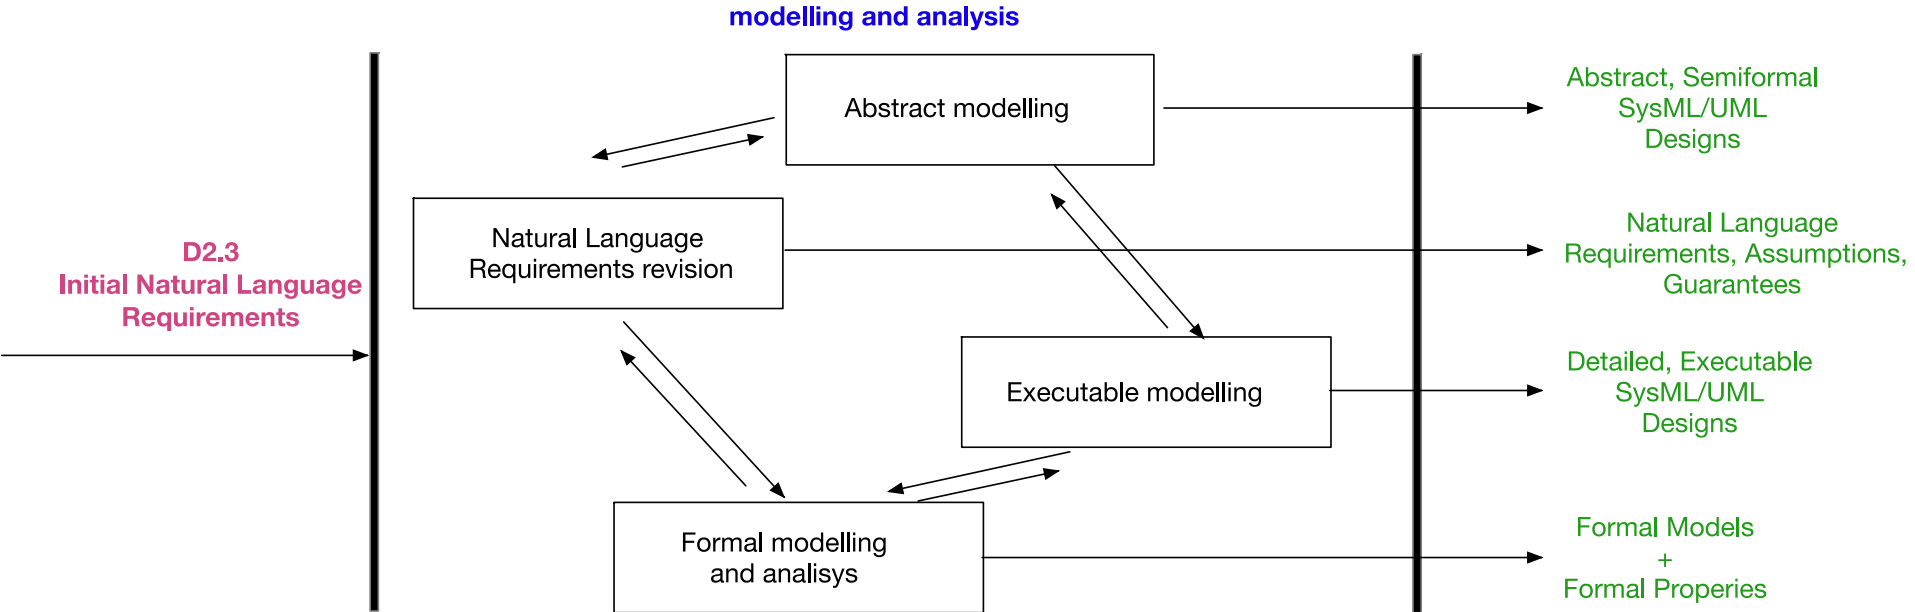 modelling and analysis
Abstract modelling
Abstract, Semiformal
SysML/UML
Designs
D2.3
Initial Natural Language
Requirements
Natural Language
Requirements revision
Natural Language
Requirements, Assumptions,
Guarantees
Executable modelling
Detailed, Executable
SysML/UML
Designs
Formal modelling
and analisys
Formal Models
+
Formal Properies